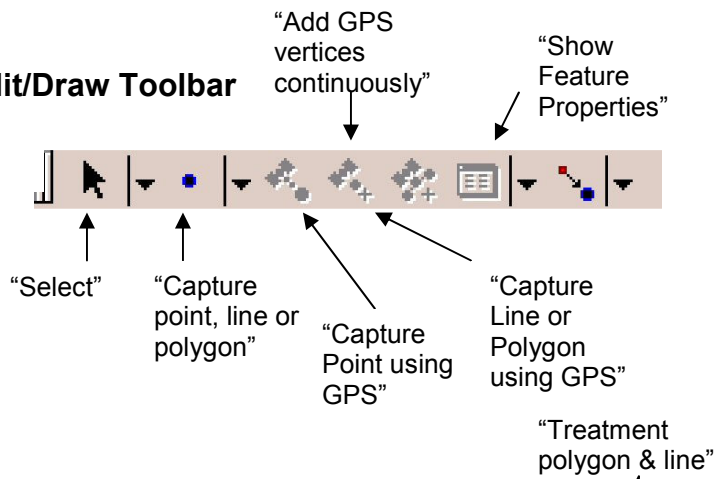 “Add GPS
vertices
continuously”
“Show
Feature
Properties”
lit/Draw Toolbar
“Select”
“Capture
point, line or
polygon”
“Capture
Point using
GPS”
“Capture
Line or
Polygon
using GPS”
“Treatment
polygon & line”